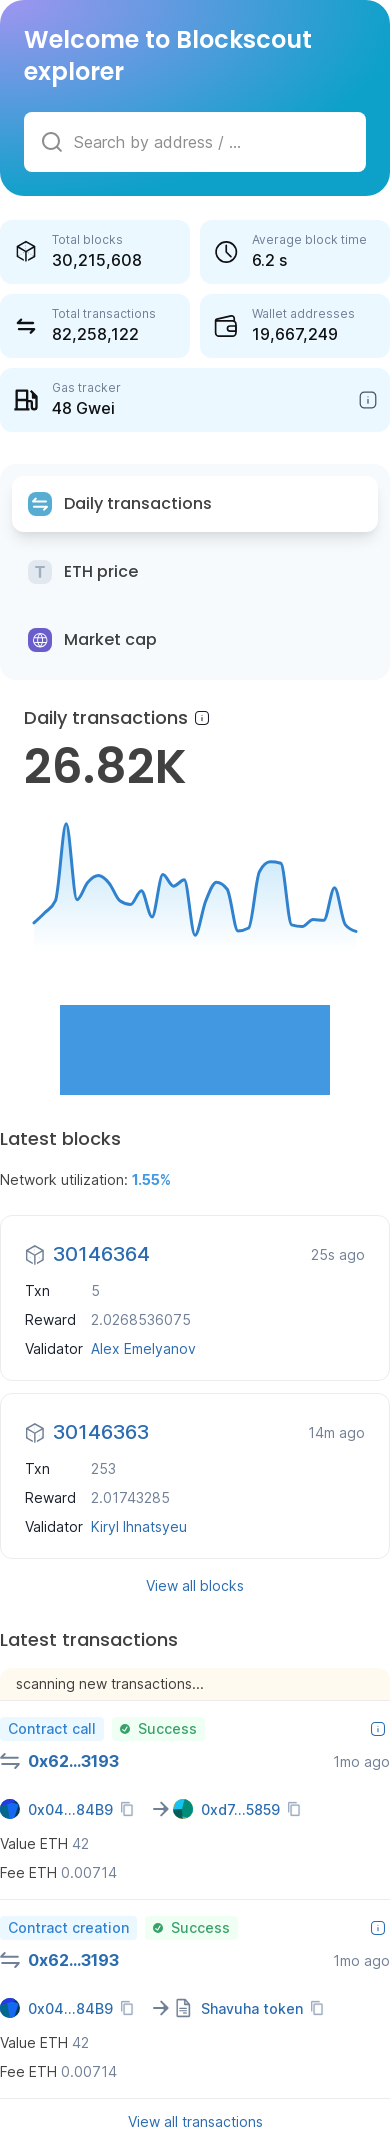 Welcome to Blockscout
explorer
Search by address / ...
Total blocks
30,215,608
Average block time
6.2 s
Total transactions
82,258,122
Wallet addresses
19,667,249
Gas tracker
48 Gwei
Daily transactions
ETH price
Market cap
Daily transactions
26.82K
Latest blocks
Network utilization: 1.55%
30146364 25s ago
Txn 5
Reward 2.0268536075
Validator Alex Emelyanov
30146363 14m ago
Txn 253
Reward 2.01743285
Validator Kiryl Ihnatsyeu
View all blocks
Latest transactions
scanning new transactions...
Contract call Success
0x62...3193 1mo ago
0x04...84B9 0xd7...5859
Value ETH 42
Fee ETH 0.00714
Contract creation Success
0x62...3193 1mo ago
0x04...84B9 Shavuha token
Value ETH 42
Fee ETH 0.00714
View all transactions